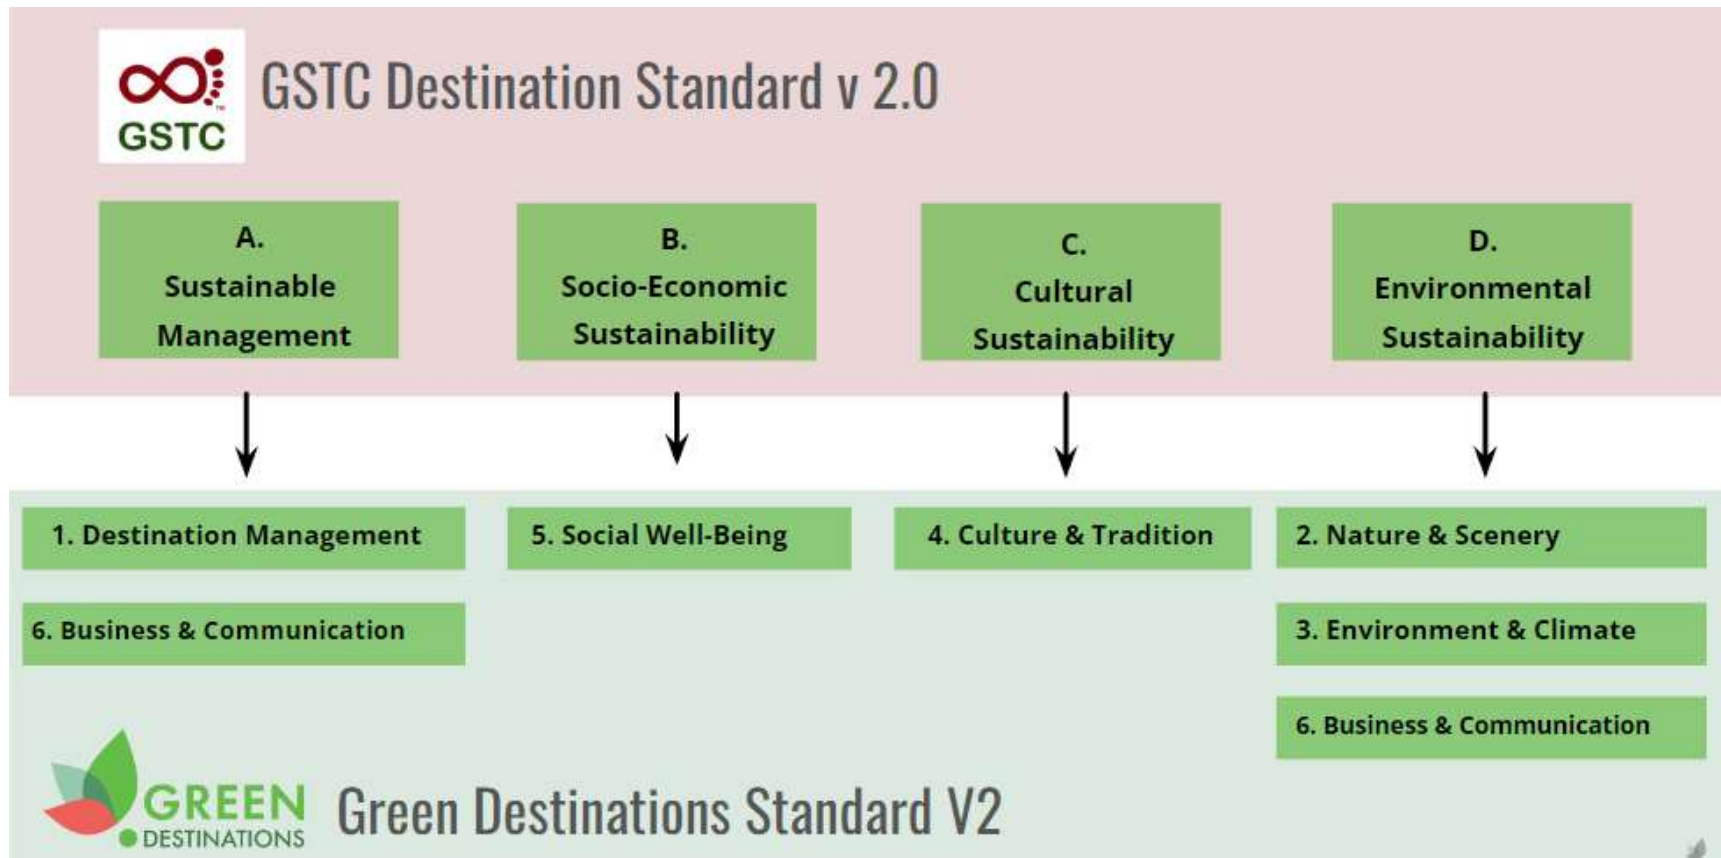 GSTC
GSTC Destination Standard v 2.0
A.
Sustainable
Management
B.
Socio-Economic
Sustainability
C.
Cultural
Sustainability
D.
Environmental
Sustainability
1. Destination Management
5. Social Well-Being
4. Culture & Tradition
2. Nature & Scenery
6. Business & Communication
3. Environment & Climate
6. Business & Communication
GREEN
DESTINATIONS
Green Destinations Standard V2